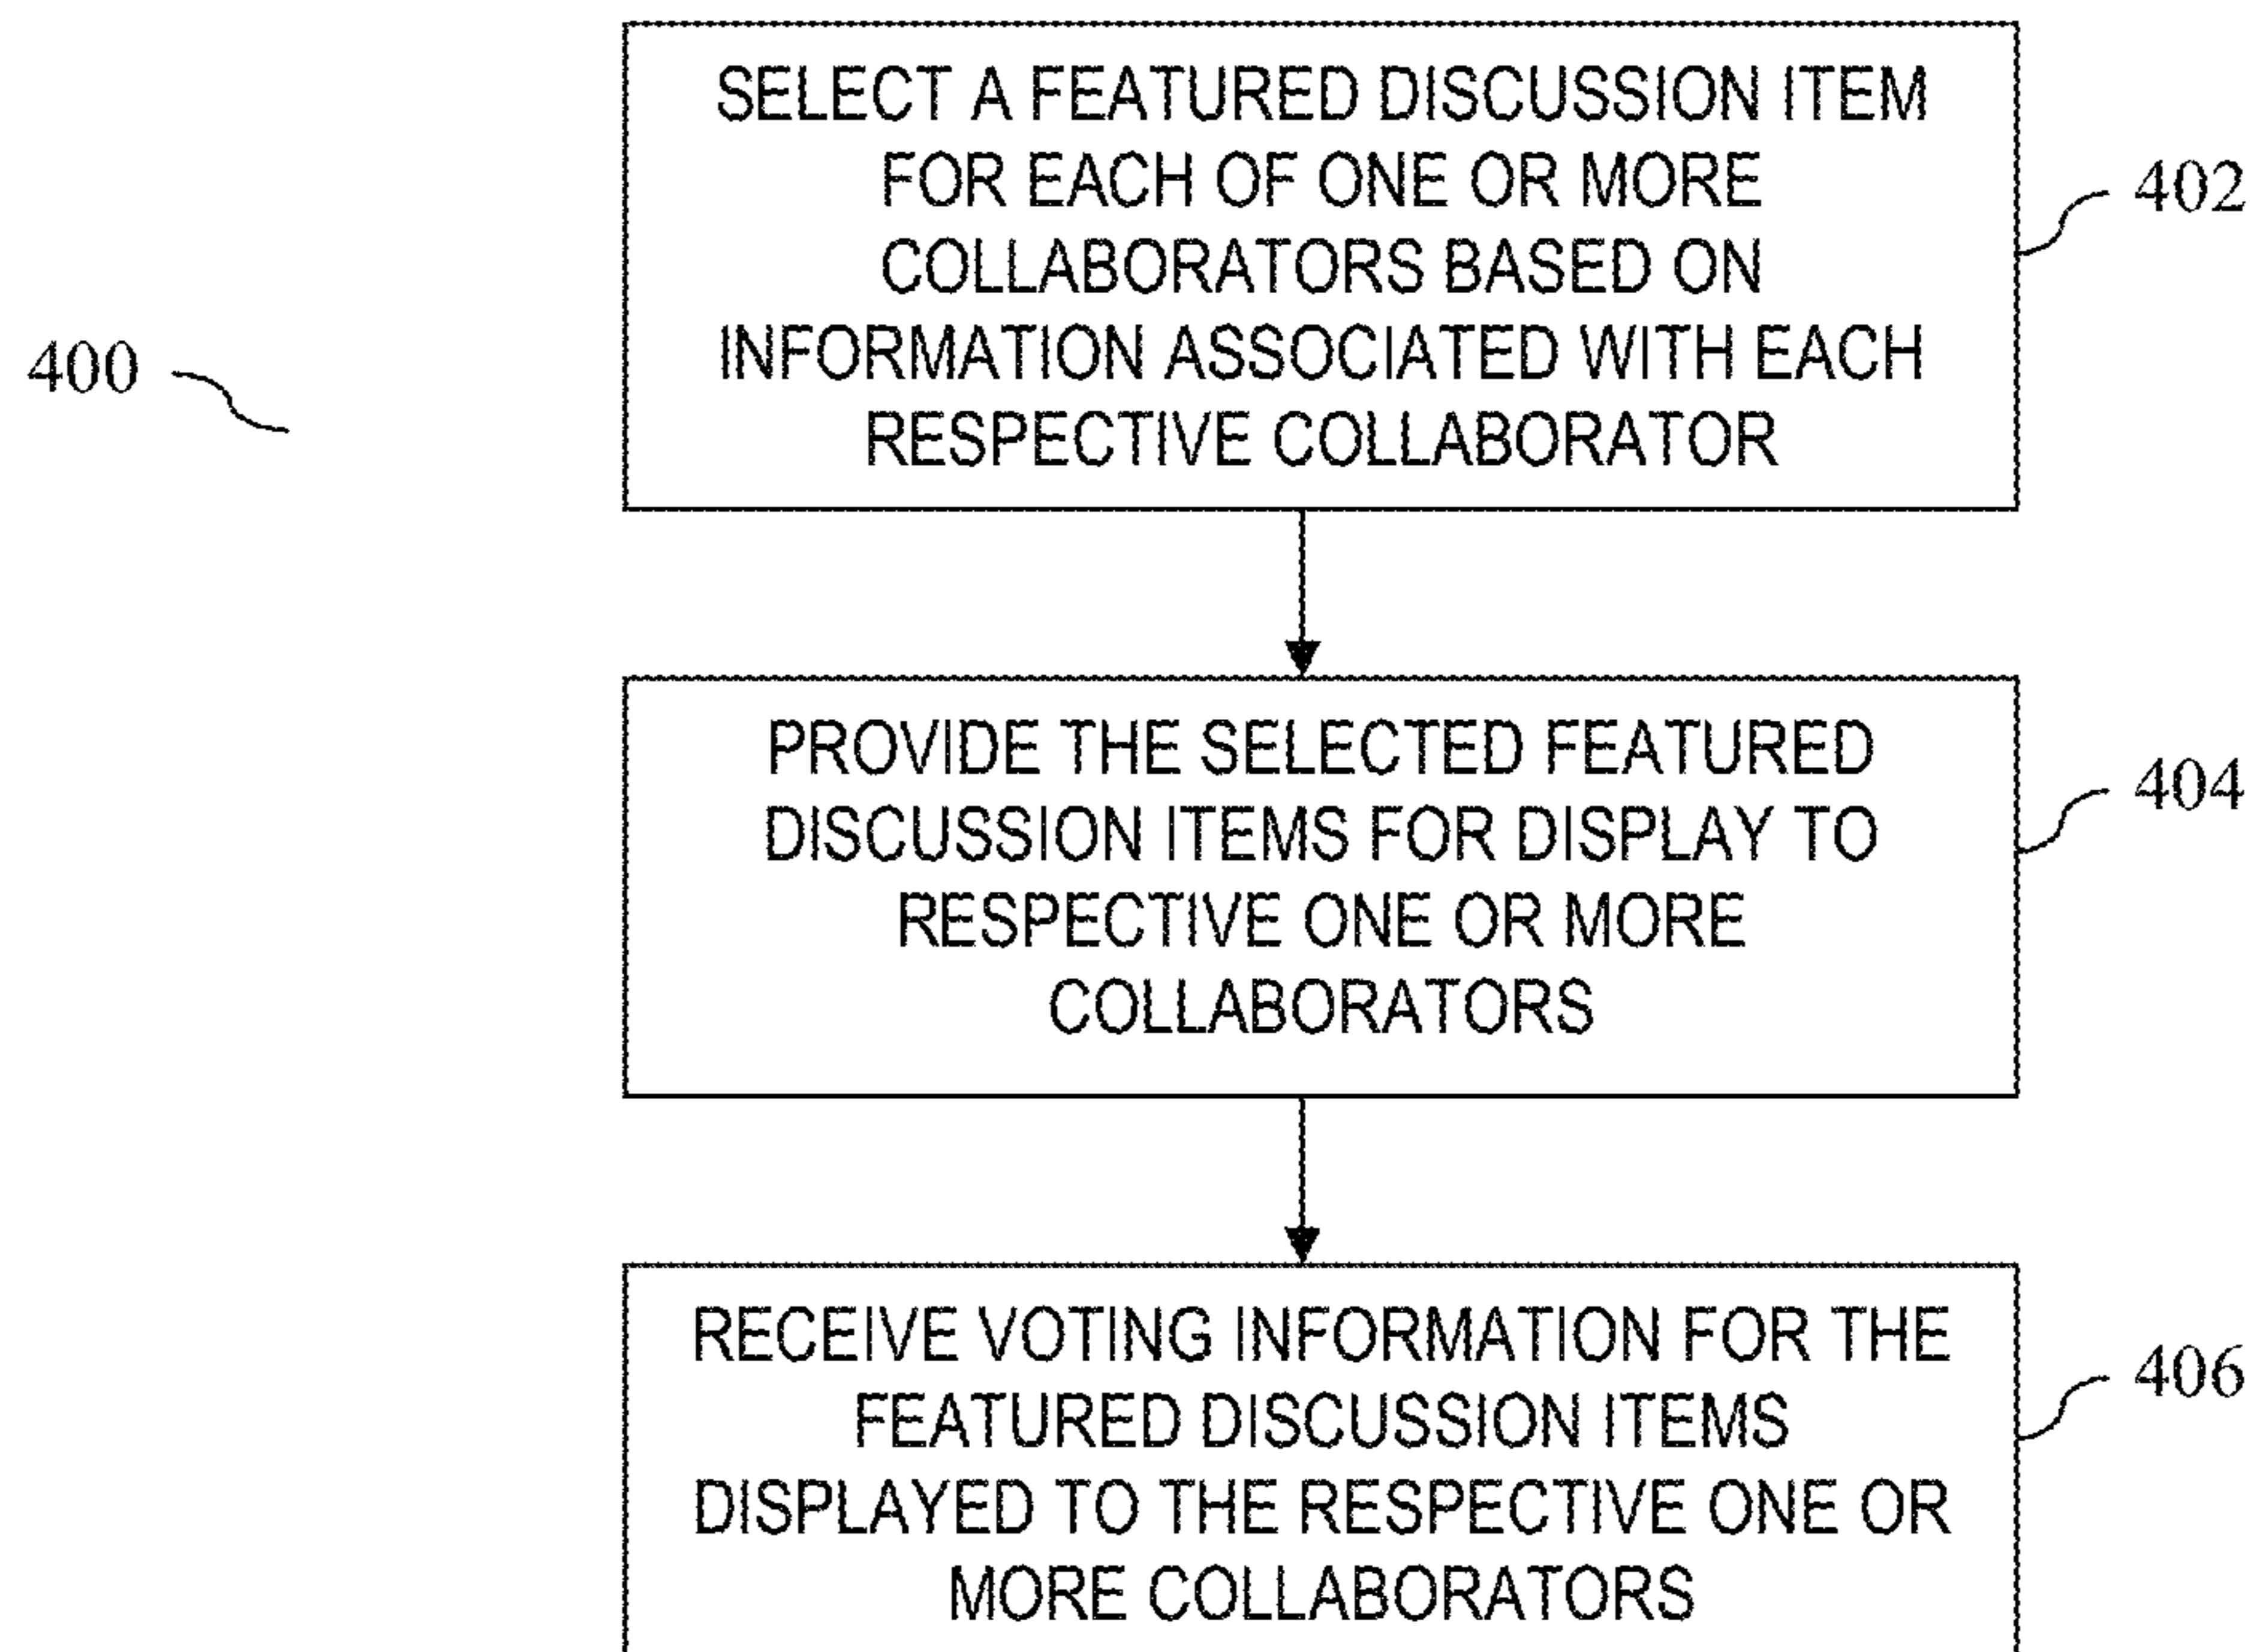 SELECT A FEATURED DISCUSSION ITEM
FOR EACH OF ONE OR MORE
COLLABORATORS BASED ON
INFORMATION ASSOCIATED WITH EACH
RESPECTIVE COLLABORATOR
402
400
PROVIDE THE SELECTED FEATURED
DISCUSSION ITEMS FOR DISPLAY TO
RESPECTIVE ONE OR MORE
COLLABORATORS
404
RECEIVE VOTING INFORMATION FOR THE
FEATURED DISCUSSION ITEMS
DISPLAYED TO THE RESPECTIVE ONE OR
MORE COLLABORATORS
406